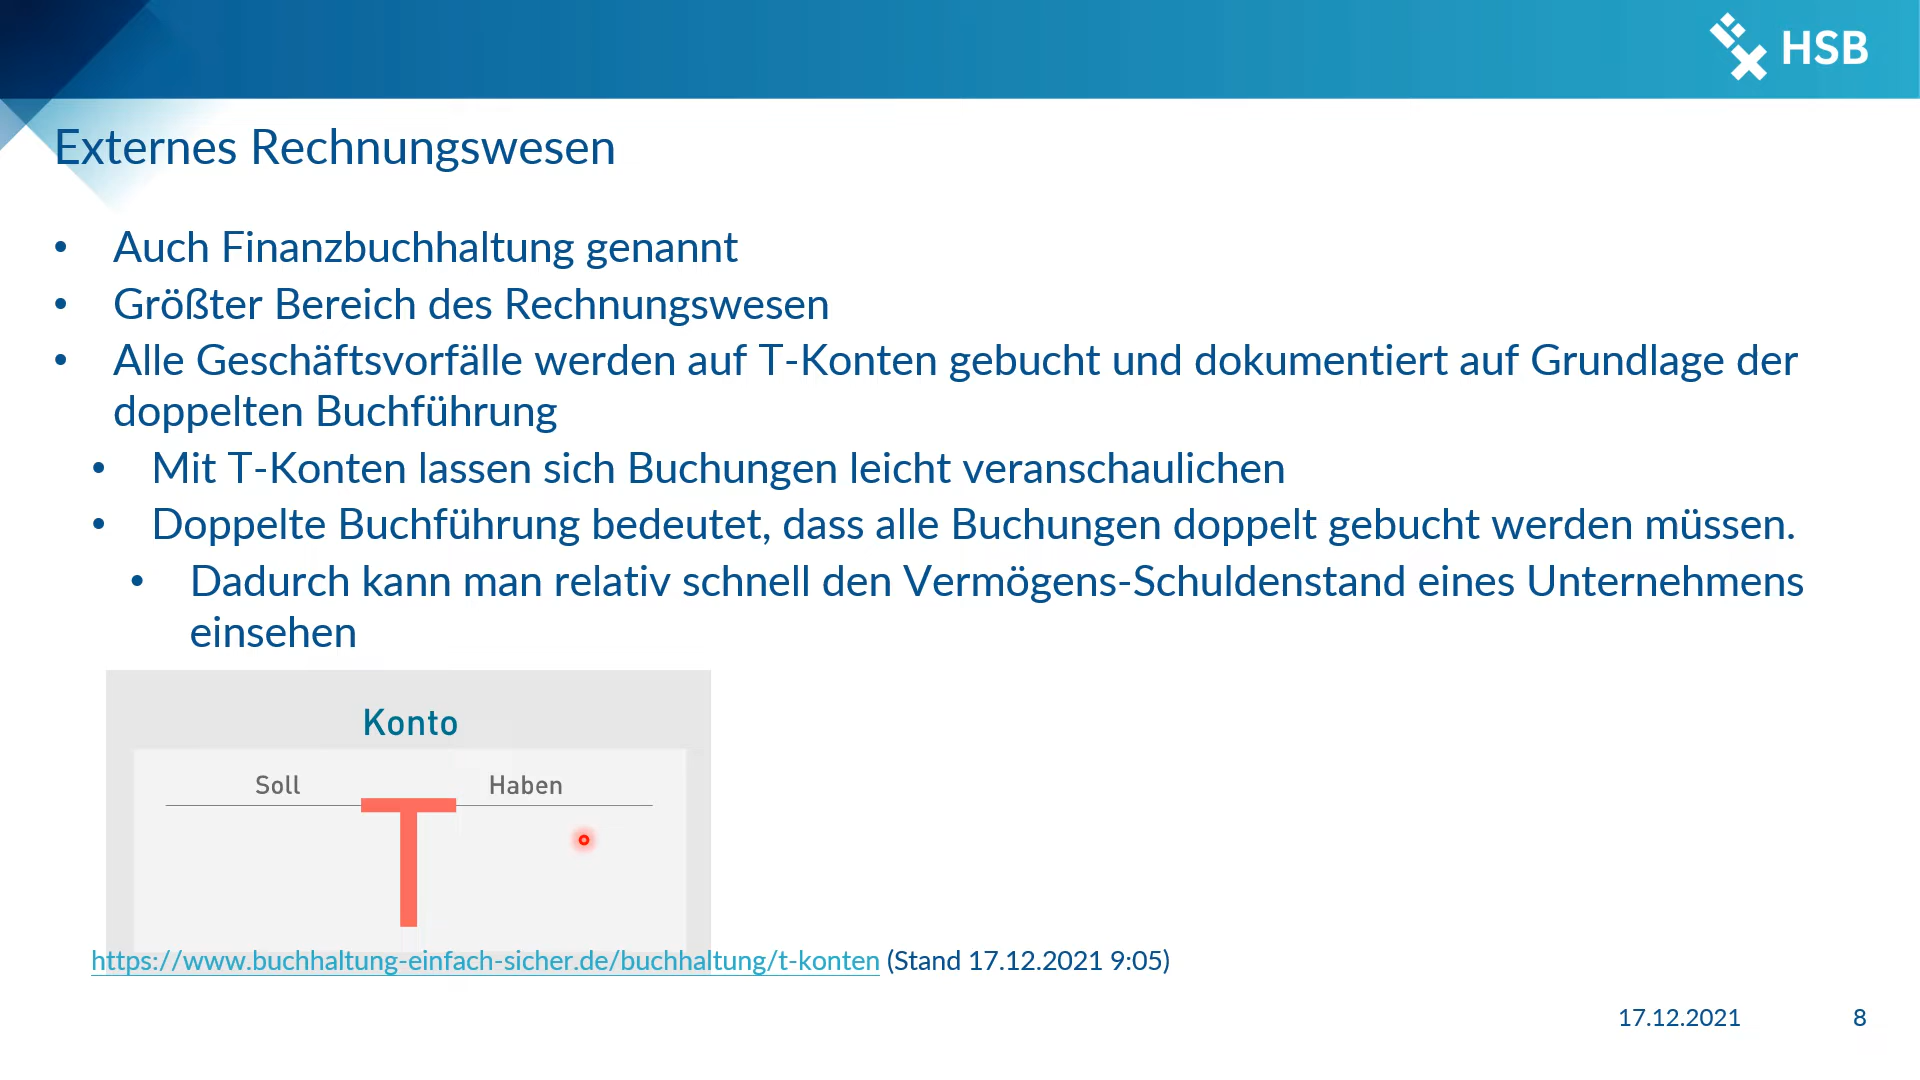 HSB
Externes Rechnungswesen
• Auch Finanzbuchhaltung genannt
• Größter Bereich des Rechnungswesen
• Alle Geschäftsvorfälle werden auf T-Konten gebucht und dokumentiert auf Grundlage der
doppelten Buchführung
• Mit T-Konten lassen sich Buchungen leicht veranschaulichen
• Doppelte Buchführung bedeutet, dass alle Buchungen doppelt gebucht werden müssen.
• Dadurch kann man relativ schnell den Vermögens-Schuldenstand eines Unternehmens
einsehen
Konto
Soll Haben
T
https://www.buchhaltung-einfach-sicher.de/buchhaltung/t-konten (Stand 17.12.2021 9:05)
17.12.2021 8